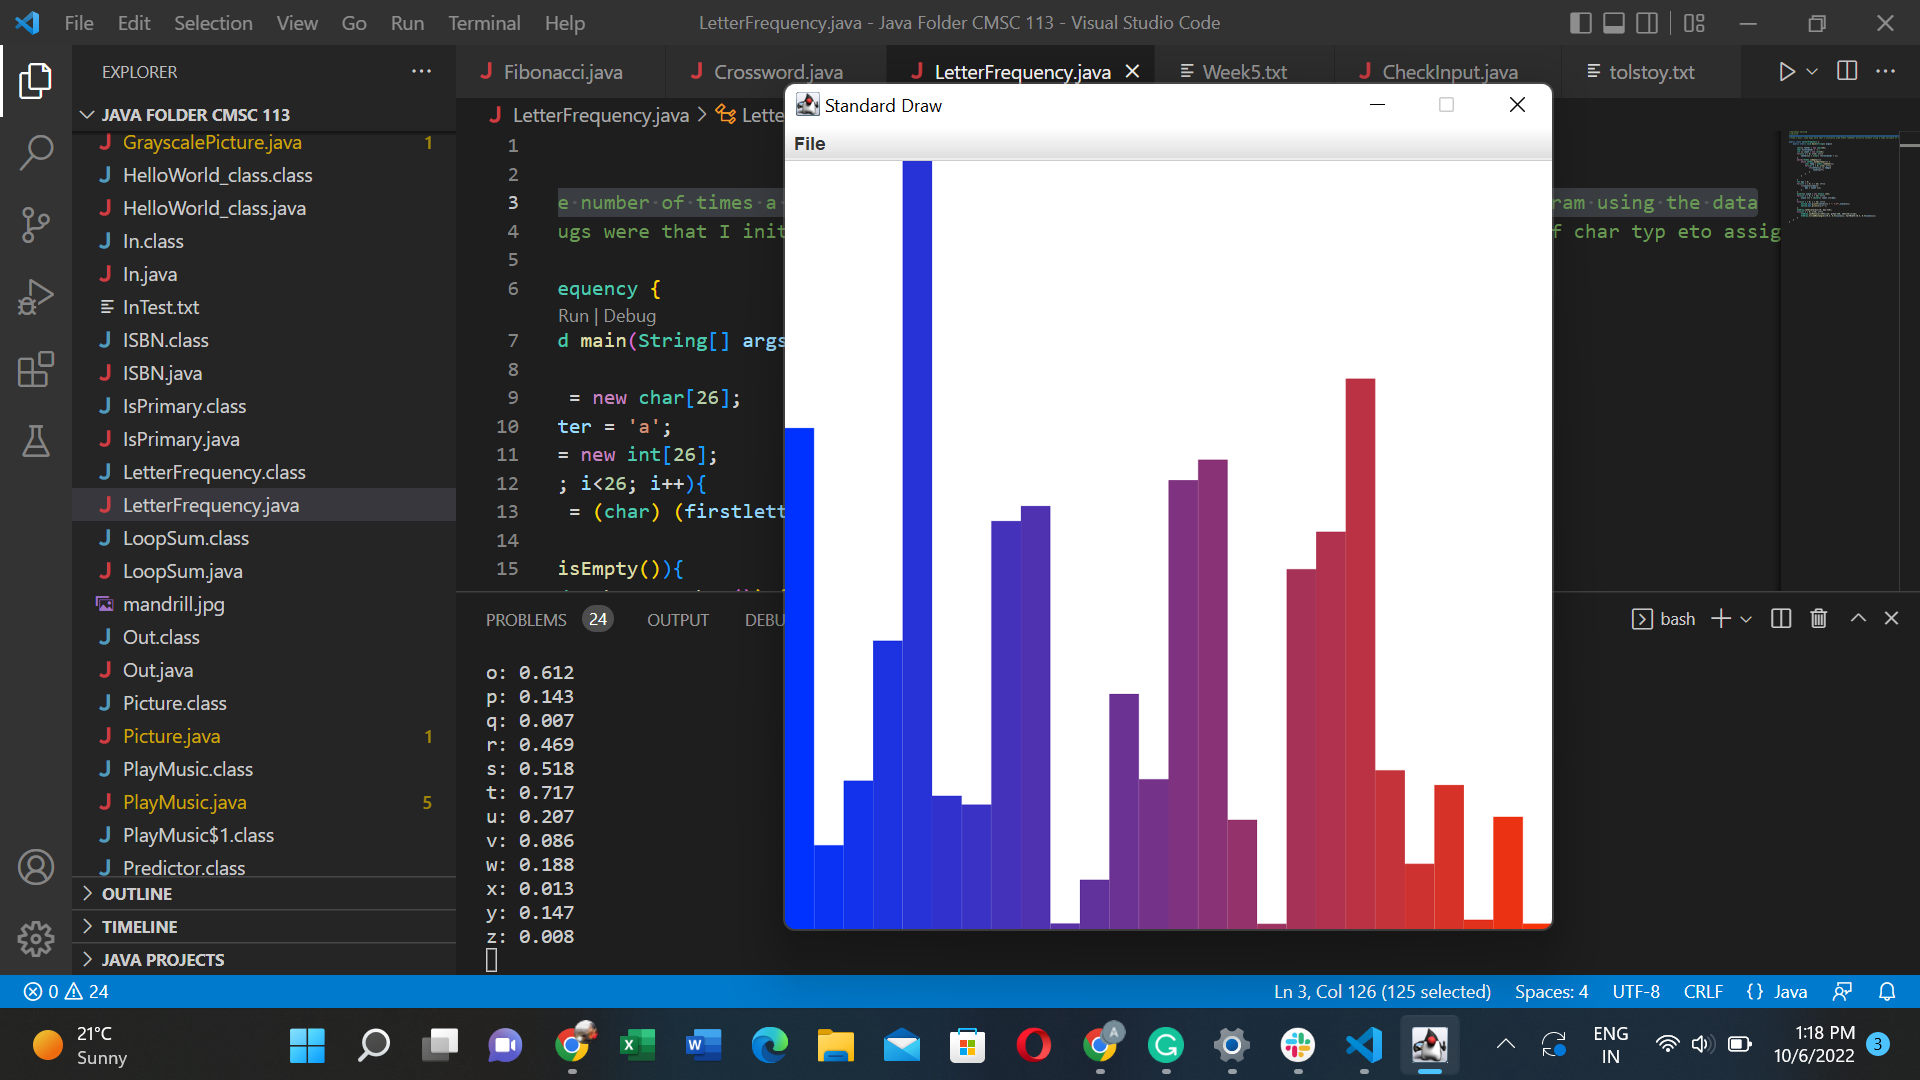 File Edit Selection View Go Run Terminal Help
LetterFrequency.java - Java Folder CMSC 113 - Visual Studio Code
EXPLORER
JAVA FOLDER CMSC 113
GrayscalePicture.java 1
HelloWorld_class.class
HelloWorld_class.java
In.class
In.java
InTest.txt
ISBN.class
ISBN.java
IsPrimary.class
IsPrimary.java
LetterFrequency.class
LetterFrequency.java
LoopSum.class
LoopSum.java
mandrill.jpg
Out.class
Out.java
Picture.class
Picture.java 1
PlayMusic.class
PlayMusic.java 5
PlayMusic$1.class
Predictor.class
OUTLINE
TIMELINE
JAVA PROJECTS
Fibonacci.java
Crossword.java
LetterFrequency.java
Week5.txt
CheckInput.java
tolstoy.txt
LetterFrequency.java > Lette
1
2
3 e number of times a ram using the data
4 ugs were that I init f char typ eto assig
5
6 equency {
Run | Debug
7 d main(String[] args
8
9 = new char[26];
10 ter = 'a';
11 = new int[26];
12 ; i<26; i++){
13 = (char) (firstlett
14
15 isEmpty()){
Standard Draw
File
PROBLEMS 24 OUTPUT DEBU
bash
o: 0.612
p: 0.143
q: 0.007
r: 0.469
s: 0.518
t: 0.717
u: 0.207
v: 0.086
w: 0.188
x: 0.013
y: 0.147
z: 0.008
0 24
Ln 3, Col 126 (125 selected) Spaces: 4 UTF-8 CRLF {} Java
21°C
Sunny
A
ENG
IN
1:18 PM
10/6/2022
3